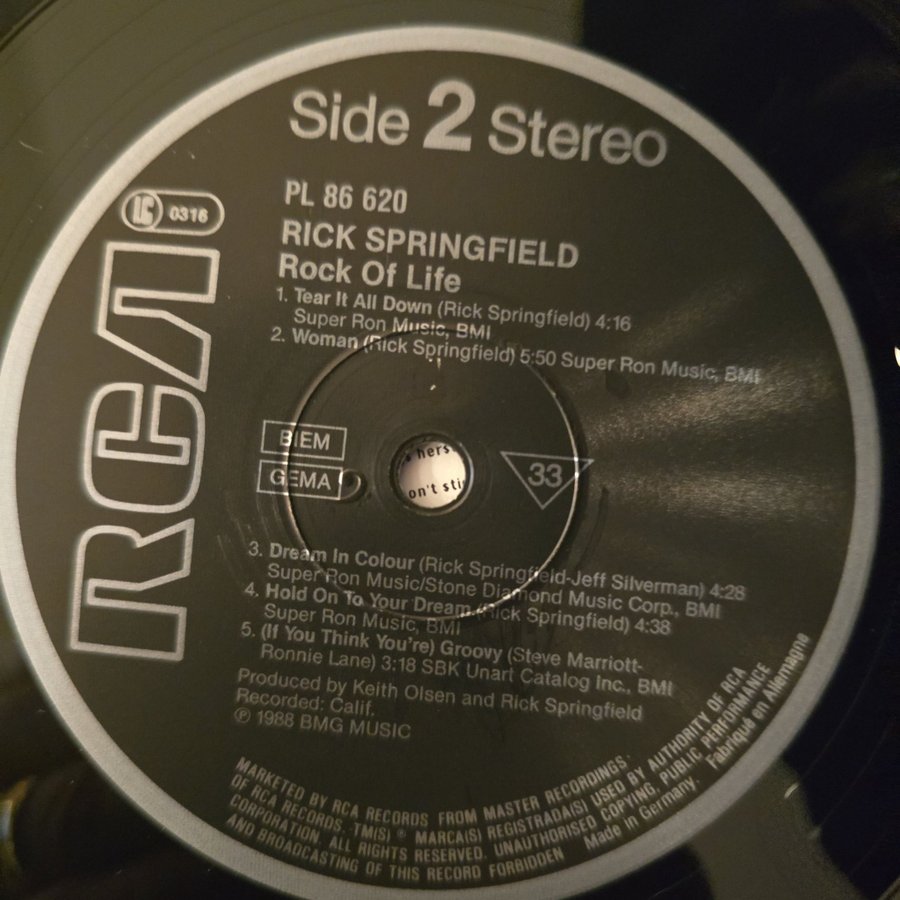 Side 2 Stereo
PL 86 620
LC 0316
RCA
RICK SPRINGFIELD
Rock Of Life
1. Tear It All Down (Rick Springfield) 4:16
Super Ron Music, BMI
2. Woman (Rick Springfield) 5:50 Super Ron Music, BMI
BIEM
GEMA
33
hers
on't sti
3. Dream In Colour (Rick Springfield-Jeff Silverman) 4:28
Super Ron Music/Stone Diamond Music Corp., BMI
4. Hold On To Your Dream (Rick Springfield) 4:38
Super Ron Music, BMI
5. (If You Think You're) Groovy (Steve Marriott-
Ronnie Lane) 3:18 SBK Unart Catalog Inc., BMI
Produced by Keith Olsen and Rick Springfield
Recorded: Calif.
℗ 1988 BMG MUSIC
MARKETED BY RCA RECORDS FROM MASTER RECORDINGS.
OF RCA RECORDS. TM(S) ® MARCA(S) REGISTRADA(S) USED BY AUTHORITY OF RCA
CORPORATION. ALL RIGHTS RESERVED. UNAUTHORISED COPYING, PUBLIC PERFORMANCE
AND BROADCASTING OF THIS RECORD FORBIDDEN Made in Germany. Fabriqué en Allemagne